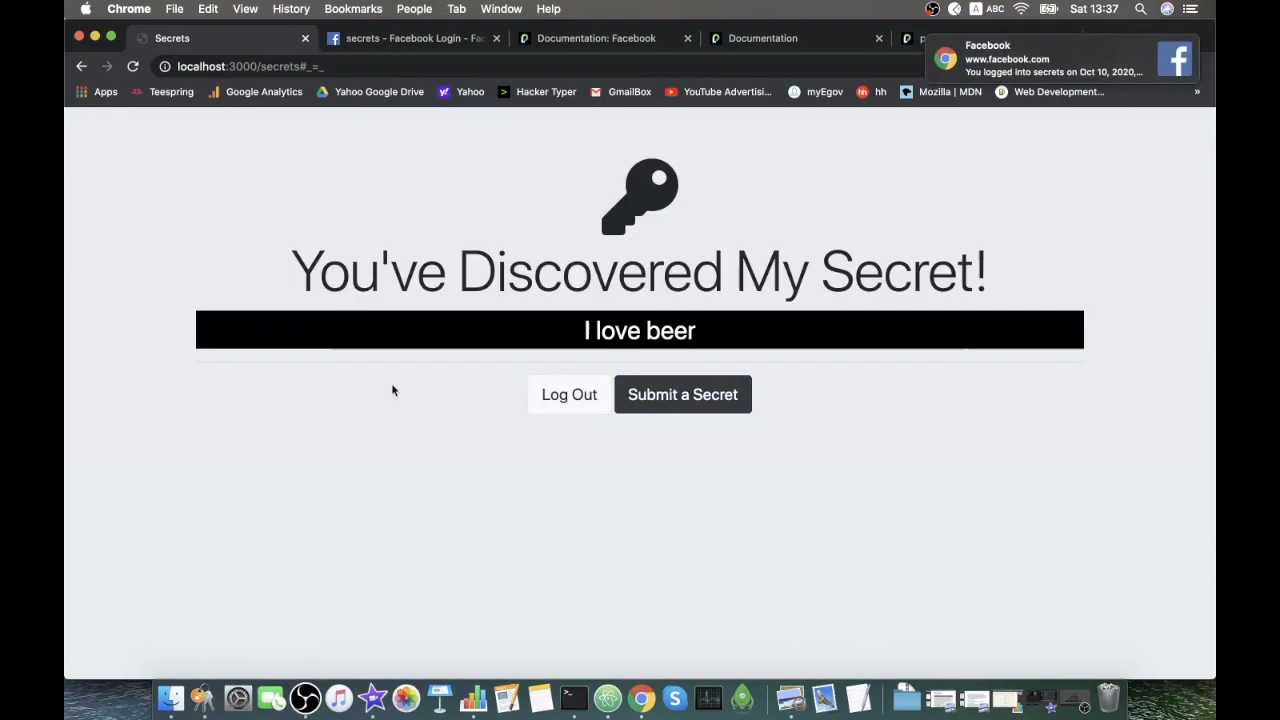 Chrome File Edit View History Bookmarks People Tab Window Help
ABC Sat 13:37
Secrets
secrets - Facebook Login - Fac
Documentation: Facebook
Documentation
Facebook
www.facebook.com
You logged into secrets on Oct 10, 2020,...
localhost:3000/secrets#_=_
Apps Teespring Google Analytics Yahoo Google Drive Yahoo Hacker Typer GmailBox YouTube Advertisi... myEgov hh Mozilla | MDN Web Development... »
You've Discovered My Secret!
I love beer
Log Out Submit a Secret